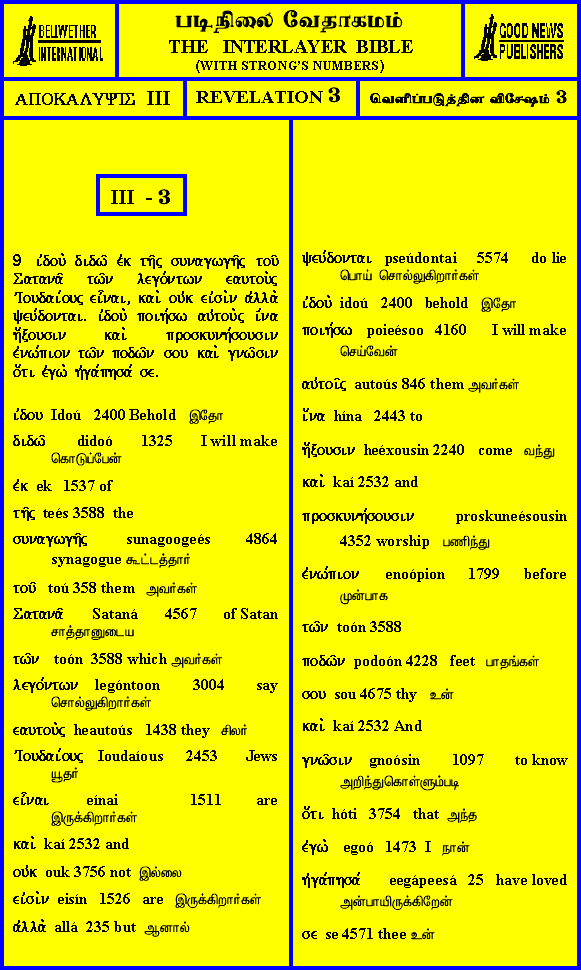 BELLWETHER
INTERNATIONAL
படிநிலை வேதாகமம்
THE INTERLAYER BIBLE
(WITH STRONG'S NUMBERS)
GOOD NEWS
PUBLISHERS
ΑΠΟΚΑΛΥΨΙΣ III
REVELATION 3
வெளிப்படுத்தின விசேஷம் 3
III - 3
9 ἰδοὺ διδῶ ἐκ τῆς συναγωγῆς τοῦ
Σατανᾶ τῶν λεγόντων εαυτοὺς
Ἰουδαίους εἶναι, καὶ οὐκ εἰσὶν ἀλλὰ
ψεύδονται. ἰδοὺ ποιήσω αὐτοὺς ίνα
ἥξουσιν καὶ προσκυνήσουσιν
ἐνώπιον τῶν ποδῶν σου καὶ γνῶσιν
ὅτι ἐγὼ ἠγάπησά σε.
ἰδου Idoú 2400 Behold இதோ
διδῶ didoó 1325 I will make
கொடுப்பேன்
ἐκ ek 1537 of
τῆς teés 3588 the
συναγωγῆς sunagoogeés 4864
synagogue கூட்டத்தார்
τοῦ toú 358 them அவர்கள்
Σατανᾶ Sataná 4567 of Satan
சாத்தானுடைய
τῶν toón 3588 which அவர்கள்
λεγόντων legóntoon 3004 say
சொல்லுகிறார்கள்
εαυτοὺς heautoús 1438 they சிலர்
Ἰουδαίους Ioudaíous 2453 Jews
யூதர்
εἶναι eínai 1511 are
இருக்கிறார்கள்
καὶ kaí 2532 and
οὐκ ouk 3756 not இல்லை
εἰσὶν eisín 1526 are இருக்கிறார்கள்
ἀλλὰ allá 235 but ஆனால்
ψεύδονται pseúdontai 5574 do lie
பொய் சொல்லுகிறார்கள்
ἰδοὺ idoú 2400 behold இதோ
ποιήσω poieésoo 4160 I will make
செய்வேன்
αὐτοῖς autoús 846 them அவர்கள்
ἵνα hína 2443 to
ἥξουσιν heéxousin 2240 come வந்து
καὶ kaí 2532 and
προσκυνήσουσιν proskuneésousin
4352 worship பணிந்து
ἐνώπιον enoópion 1799 before
முன்பாக
τῶν toón 3588
ποδῶν podoón 4228 feet பாதங்கள்
σου sou 4675 thy உன்
καὶ kaí 2532 And
γνῶσιν gnoósin 1097 to know
அறிந்துகொள்ளும்படி
ὅτι hóti 3754 that அந்த
ἐγὼ egoó 1473 I நான்
ἠγάπησά eegápeesá 25 have loved
அன்பாயிருக்கிறேன்
σε se 4571 thee உன்